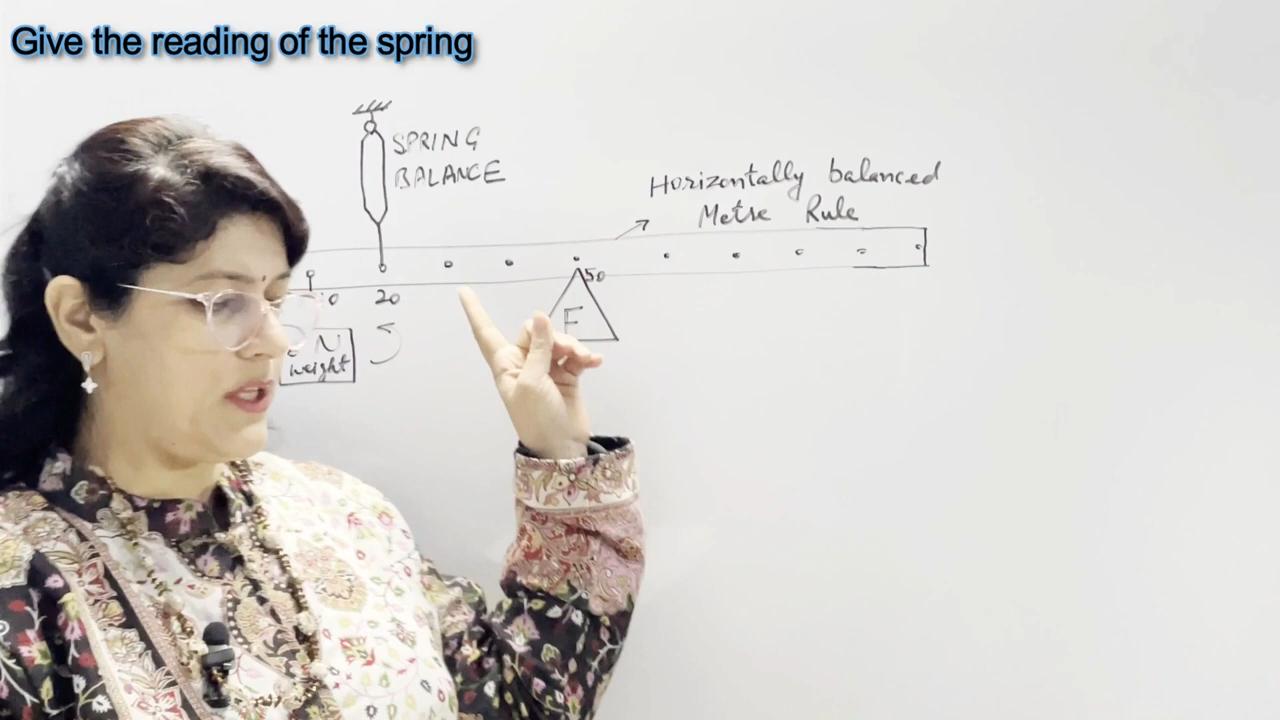 Give the reading of the spring
SPRING
BALANCE
Horizontally balanced
Metre Rule
20
50
F
N
weight